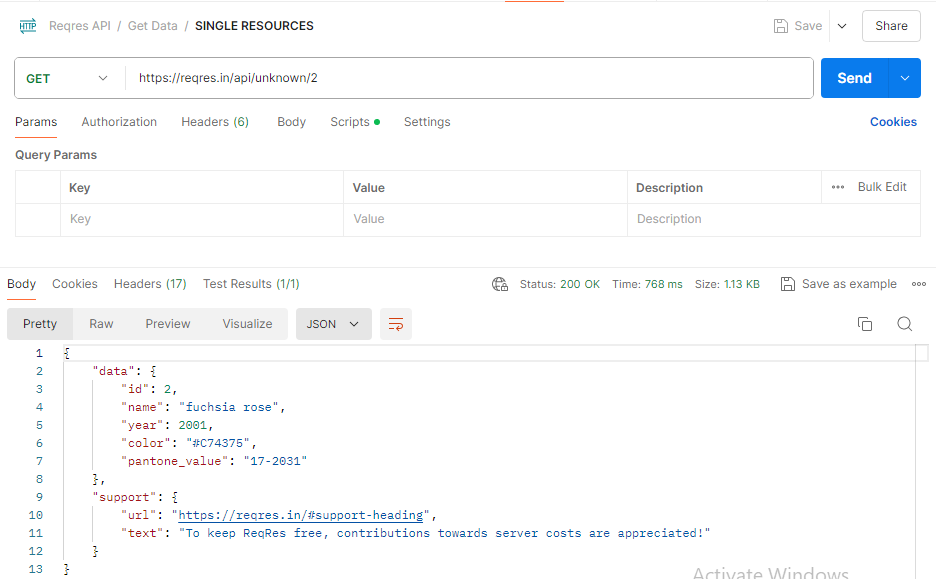 HTTP Reqres API / Get Data / SINGLE RESOURCES Save Share
GET https://reqres.in/api/unknown/2 Send
Params Authorization Headers (6) Body Scripts Settings Cookies
Query Params
Key Value Description ••• Bulk Edit
Key Value Description
Body Cookies Headers (17) Test Results (1/1) Status: 200 OK Time: 768 ms Size: 1.13 KB Save as example •••
Pretty Raw Preview Visualize JSON
1 {
2 "data": {
3 "id": 2,
4 "name": "fuchsia rose",
5 "year": 2001,
6 "color": "#C74375",
7 "pantone_value": "17-2031"
8 },
9 "support": {
10 "url": "https://reqres.in/#support-heading",
11 "text": "To keep ReqRes free, contributions towards server costs are appreciated!"
12 }
13 }
Activate Windows